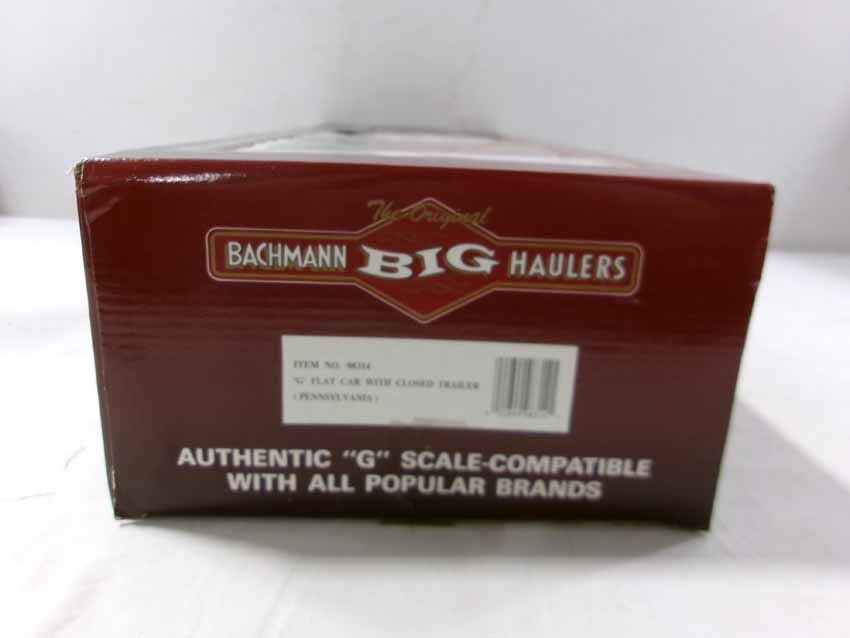 The Original
BACHMANN BIG HAULERS
ITEM NO. 98314
'G' FLAT CAR WITH CLOSED TRAILER
( PENNSYLVANIA )
AUTHENTIC "G" SCALE-COMPATIBLE
WITH ALL POPULAR BRANDS